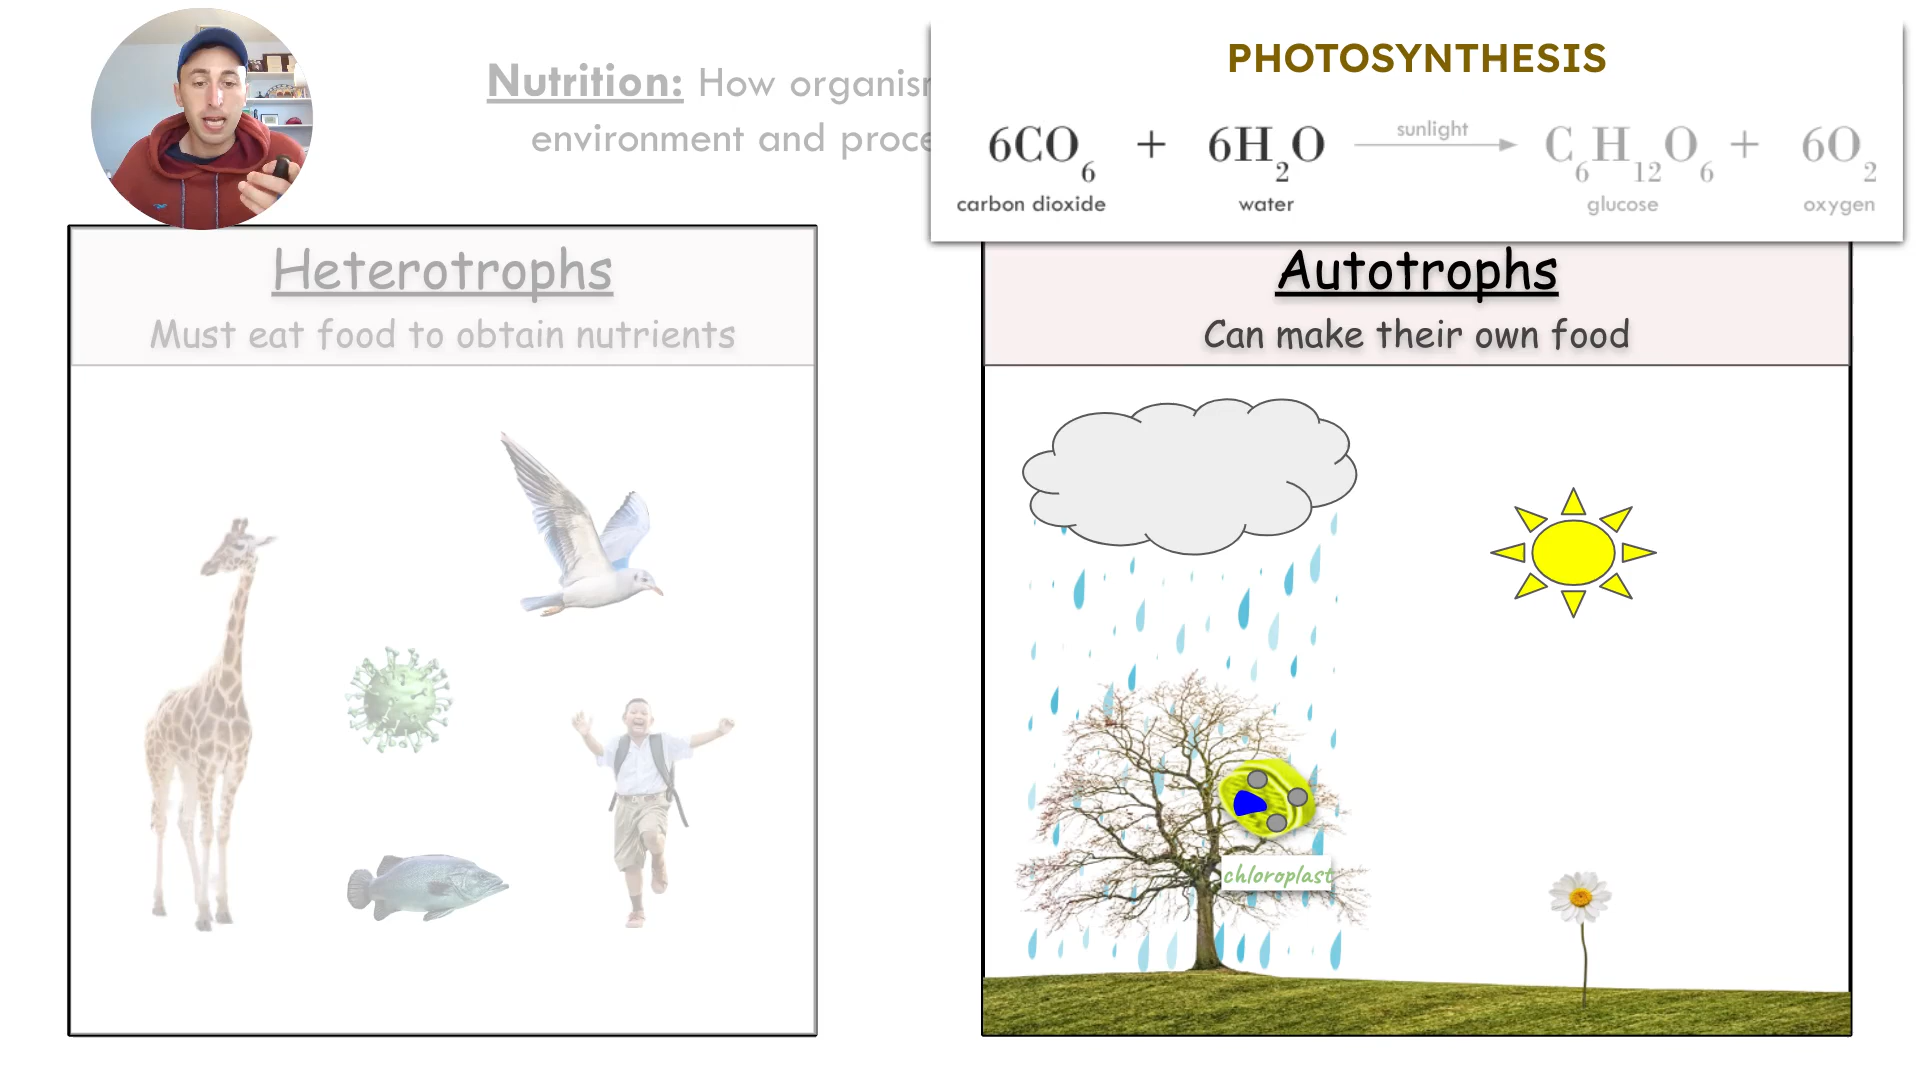 Nutrition: How organis
environment and proce
PHOTOSYNTHESIS
6CO6 + 6H2O sunlight C6H12O6 + 6O2
carbon dioxide water glucose oxygen
Heterotrophs
Must eat food to obtain nutrients
Autotrophs
Can make their own food
chloroplast